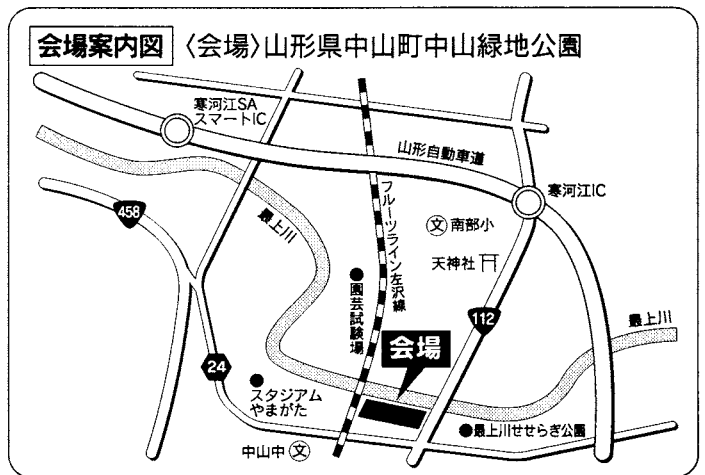 会場案内図 〈会場〉山形県中山町中山緑地公園
寒河江SA
スマートIC
山形自動車道
寒河江IC
458
最上川
フルーツライン左沢線
文 南部小
天神社
園芸試験場
112
最上川
会場
24
スタジアム
やまがた
最上川せせらぎ公園
中山中 文